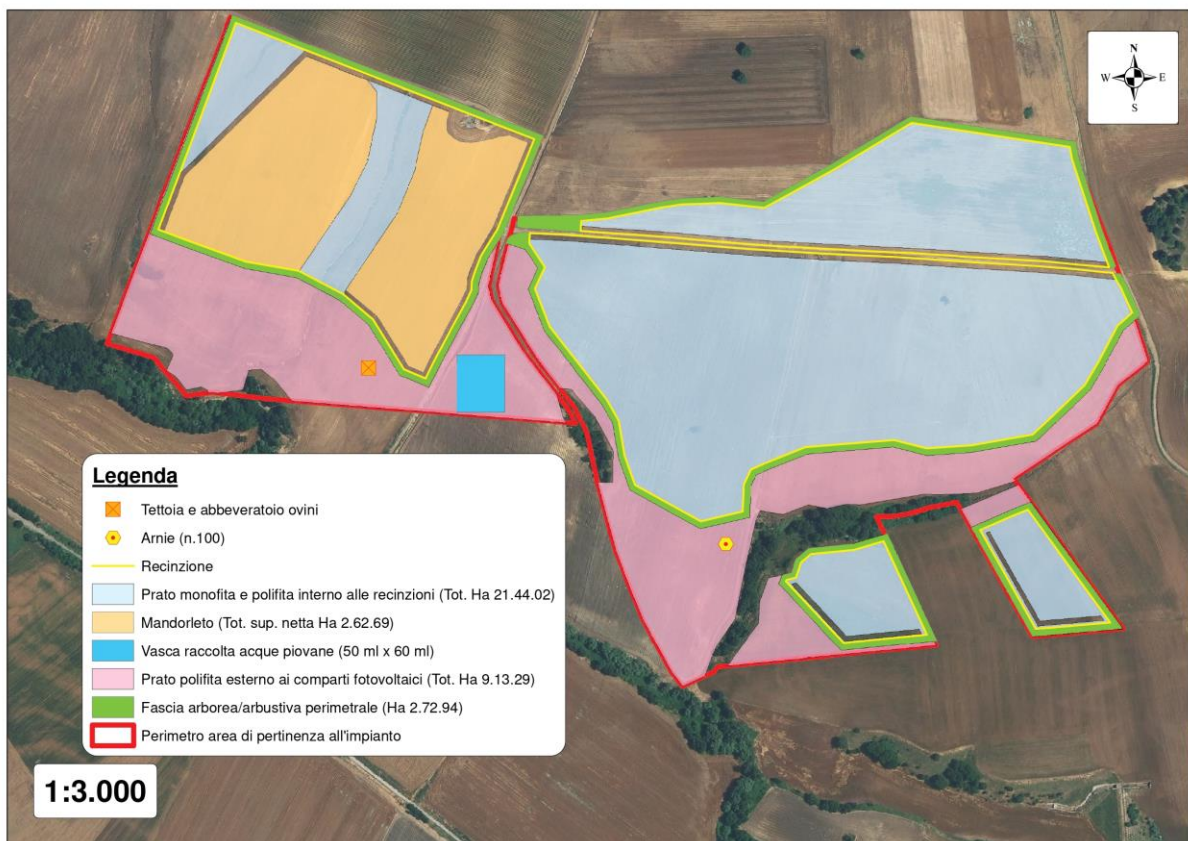 N
W E
S
Legenda
Tettoia e abbeveratoio ovini
Arnie (n.100)
Recinzione
Prato monofita e polifita interno alle recinzioni (Tot. Ha 21.44.02)
Mandorleto (Tot. sup. netta Ha 2.62.69)
Vasca raccolta acque piovane (50 ml x 60 ml)
Prato polifita esterno ai comparti fotovoltaici (Tot. Ha 9.13.29)
Fascia arborea/arbustiva perimetrale (Ha 2.72.94)
Perimetro area di pertinenza all'impianto
1:3.000